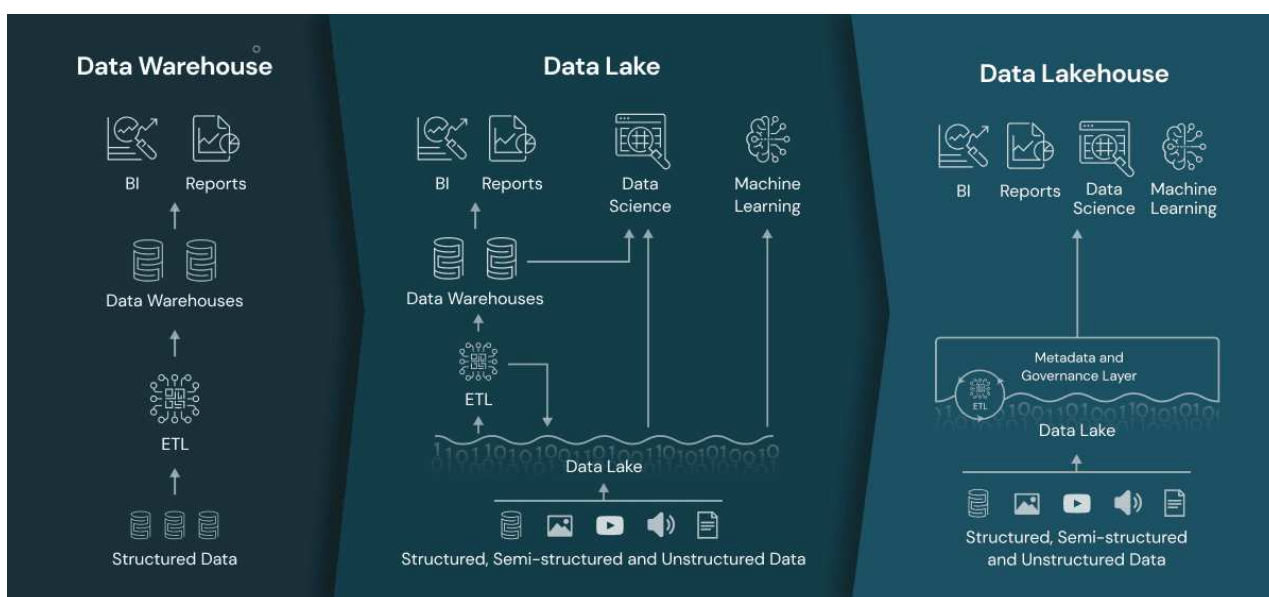 Data Warehouse
BI
Reports
Data Warehouses
ETL
Structured Data
Data Lake
BI
Reports
Data
Science
Machine
Learning
Data Warehouses
ETL
Data Lake
Structured, Semi-structured and Unstructured Data
Data Lakehouse
BI
Reports
Data
Science
Machine
Learning
Metadata and
Governance Layer
ETL
Data Lake
Structured, Semi-structured
and Unstructured Data